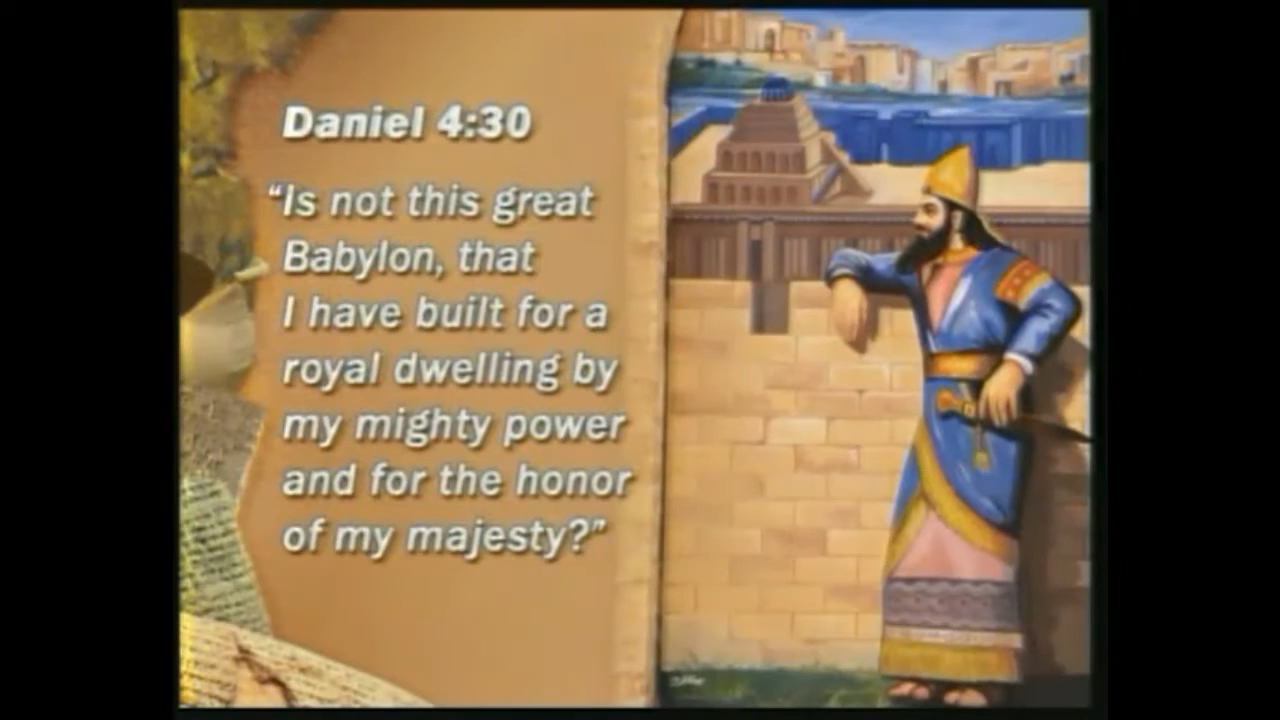 Daniel 4:30
“Is not this great
Babylon, that
I have built for a
royal dwelling by
my mighty power
and for the honor
of my majesty?”